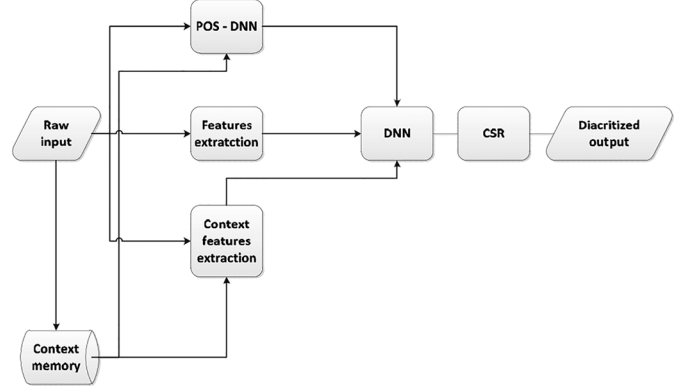 POS - DNN
Raw
input
Features
extratction
DNN
CSR
Diacritized
output
Context
features
extraction
Context
memory